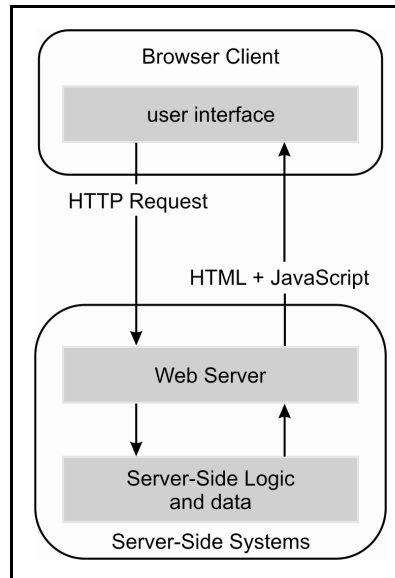 Browser Client
user interface
HTTP Request
HTML + JavaScript
Web Server
Server-Side Logic
and data
Server-Side Systems